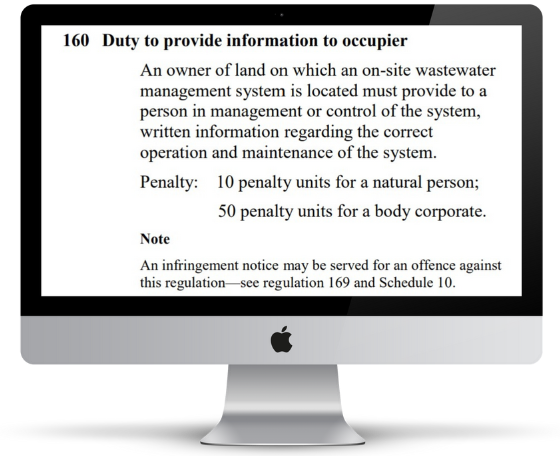 160 Duty to provide information to occupier
An owner of land on which an on-site wastewater
management system is located must provide to a
person in management or control of the system,
written information regarding the correct
operation and maintenance of the system.
Penalty: 10 penalty units for a natural person;
50 penalty units for a body corporate.
Note
An infringement notice may be served for an offence against
this regulation—see regulation 169 and Schedule 10.